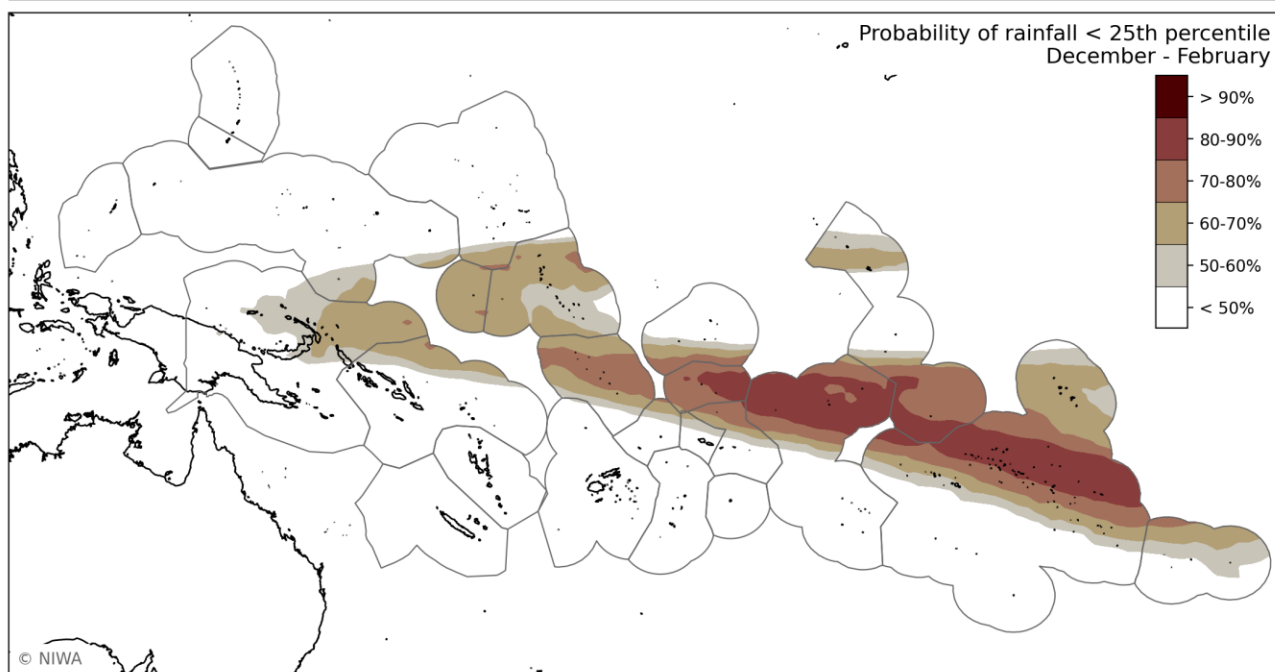 Probability of rainfall < 25th percentile
December - February
> 90%
80-90%
70-80%
60-70%
50-60%
< 50%
© NIWA